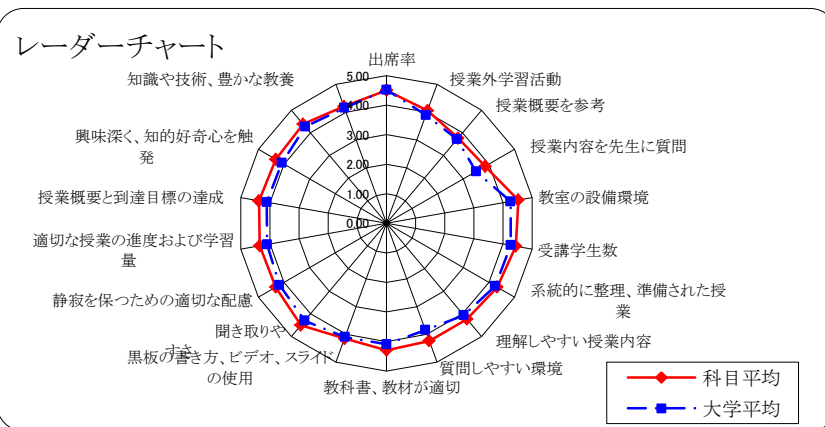 レーダーチャート
出席率
授業外学習活動
授業概要を参考
授業内容を先生に質問
教室の設備環境
受講学生数
系統的に整理、準備された授
業
理解しやすい授業内容
質問しやすい環境
教科書、教材が適切
黒板の書き方、ビデオ、スライド
の使用
聞き取りや
すさ
静寂を保つための適切な配慮
適切な授業の進度および学習
量
授業概要と到達目標の達成
興味深く、知的好奇心を触
発
知識や技術、豊かな教養
5.00
4.00
3.00
2.00
1.00
0.00
科目平均
大学平均